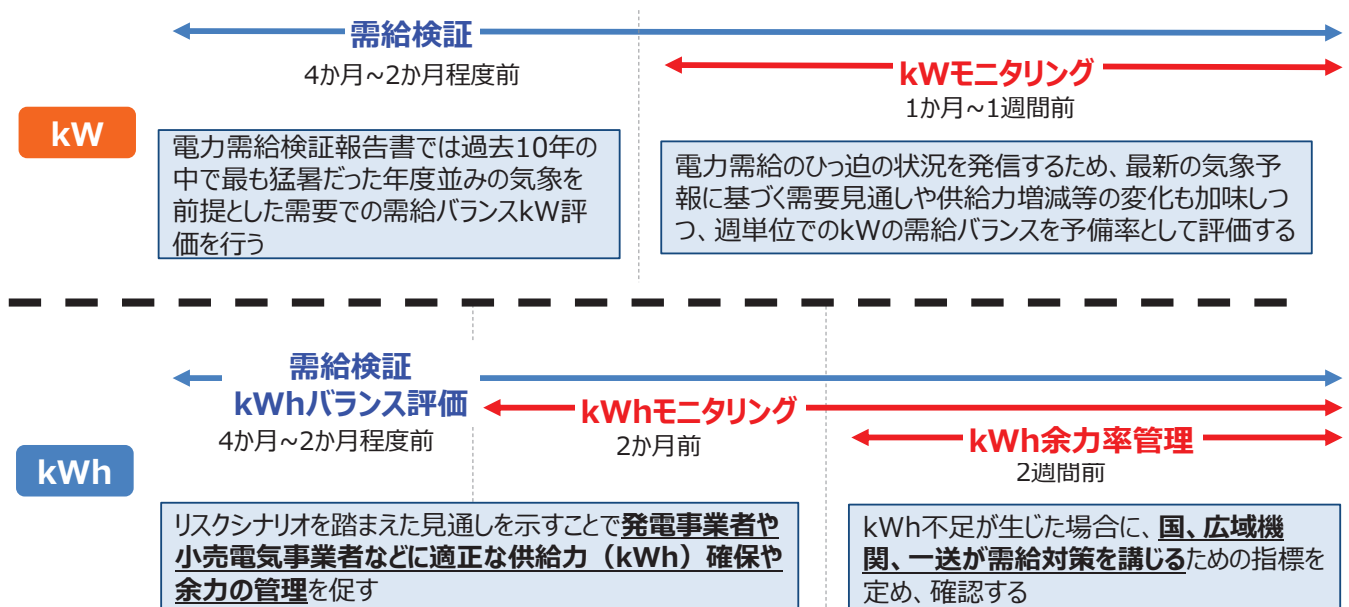 需給検証
4か月~2か月程度前
kWモニタリング
1か月~1週間前
kW
電力需給検証報告書では過去10年の
中で最も猛暑だった年度並みの気象を
前提とした需要での需給バランスkW評
価を行う
電力需給のひっ迫の状況を発信するため、最新の気象予
報に基づく需要見通しや供給力増減等の変化も加味しつ
つ、週単位でのkWの需給バランスを予備率として評価する
需給検証
kWhバランス評価
4か月~2か月程度前
kWhモニタリング
2か月前
kWh余力率管理
2週間前
kWh
リスクシナリオを踏まえた見通しを示すことで発電事業者や
小売電気事業者などに適正な供給力（kWh）確保や
余力の管理を促す
kWh不足が生じた場合に、国、広域機
関、一送が需給対策を講じるための指標を
定め、確認する